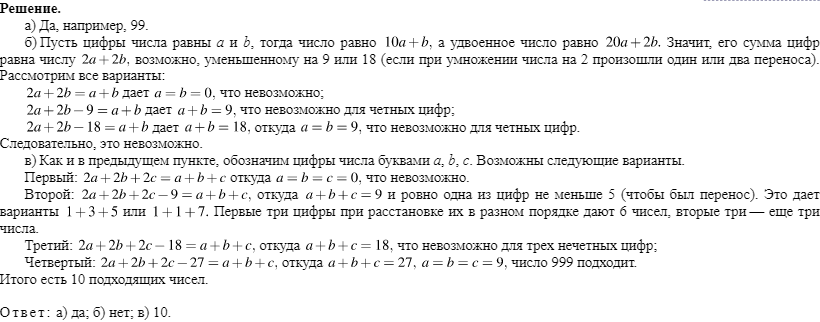 Решение.
а) Да, например, 99.
б) Пусть цифры числа равны a и b, тогда число равно 10a + b, а удвоенное число равно 20a + 2b. Значит, его сумма цифр
равна числу 2a + 2b, возможно, уменьшенному на 9 или 18 (если при умножении числа на 2 произошли один или два переноса).
Рассмотрим все варианты:
2a + 2b = a + b дает a = b = 0, что невозможно;
2a + 2b − 9 = a + b дает a + b = 9, что невозможно для четных цифр;
2a + 2b − 18 = a + b дает a + b = 18, откуда a = b = 9, что невозможно для четных цифр.
Следовательно, это невозможно.
в) Как и в предыдущем пункте, обозначим цифры числа буквами a, b, c. Возможны следующие варианты.
Первый: 2a + 2b + 2c = a + b + c откуда a = b = c = 0, что невозможно.
Второй: 2a + 2b + 2c − 9 = a + b + c, откуда a + b + c = 9 и ровно одна из цифр не меньше 5 (чтобы был перенос). Это дает
варианты 1 + 3 + 5 или 1 + 1 + 7. Первые три цифры при расстановке их в разном порядке дают 6 чисел, вторые три — еще три
числа.
Третий: 2a + 2b + 2c − 18 = a + b + c, откуда a + b + c = 18, что невозможно для трех нечетных цифр;
Четвертый: 2a + 2b + 2c − 27 = a + b + c, откуда a + b + c = 27, a = b = c = 9, число 999 подходит.
Итого есть 10 подходящих чисел.
Ответ: а) да; б) нет; в) 10.